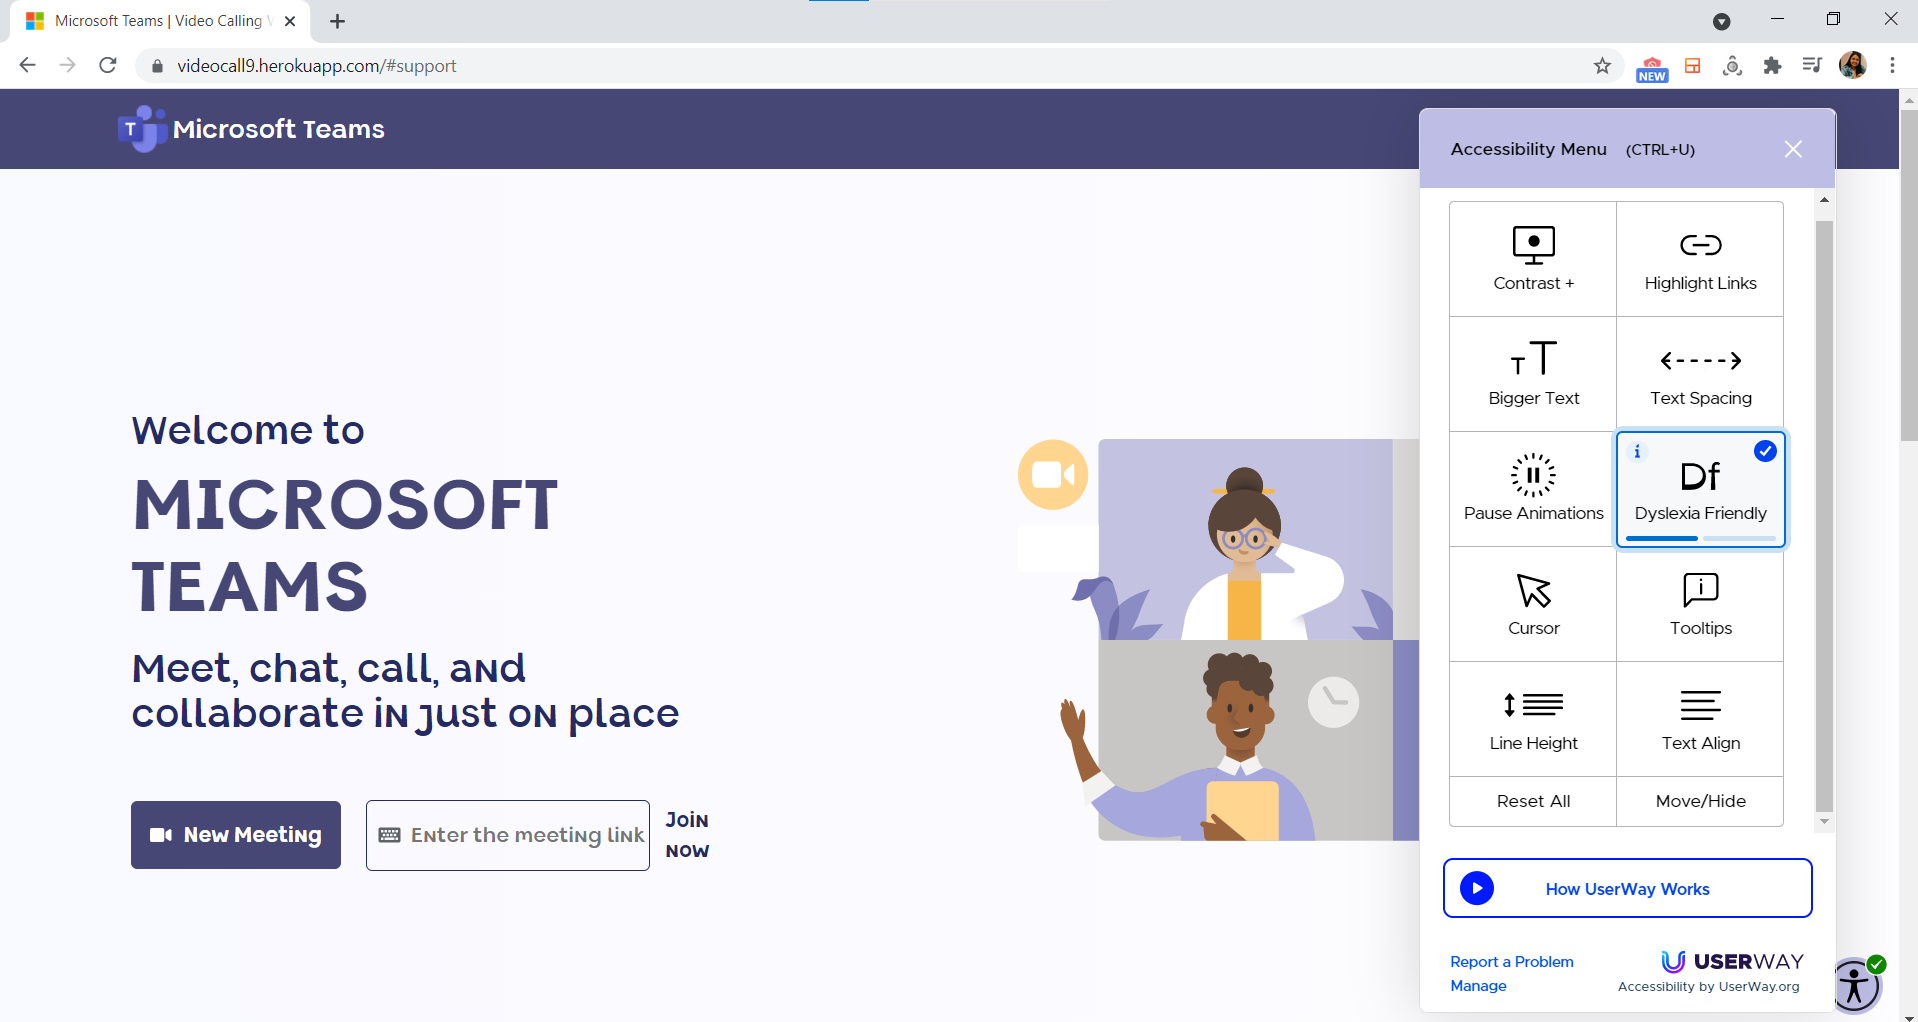 Microsoft Teams | Video Calling W
videocall9.herokuapp.com/#support
NEW
T
Microsoft Teams
Accessibility Menu (CTRL+U)
Contrast +
Highlight Links
Bigger Text
Text Spacing
Pause Animations
Df
Dyslexia Friendly
Cursor
Tooltips
Line Height
Text Align
Reset All
Move/Hide
How UserWay Works
Report a Problem
Manage
USERWAY
Accessibility by UserWay.org
Welcome to
MICROSOFT
TEAMS
Meet, chat, call, and
collaborate in just on place
New Meeting
Enter the meeting link
Join
now